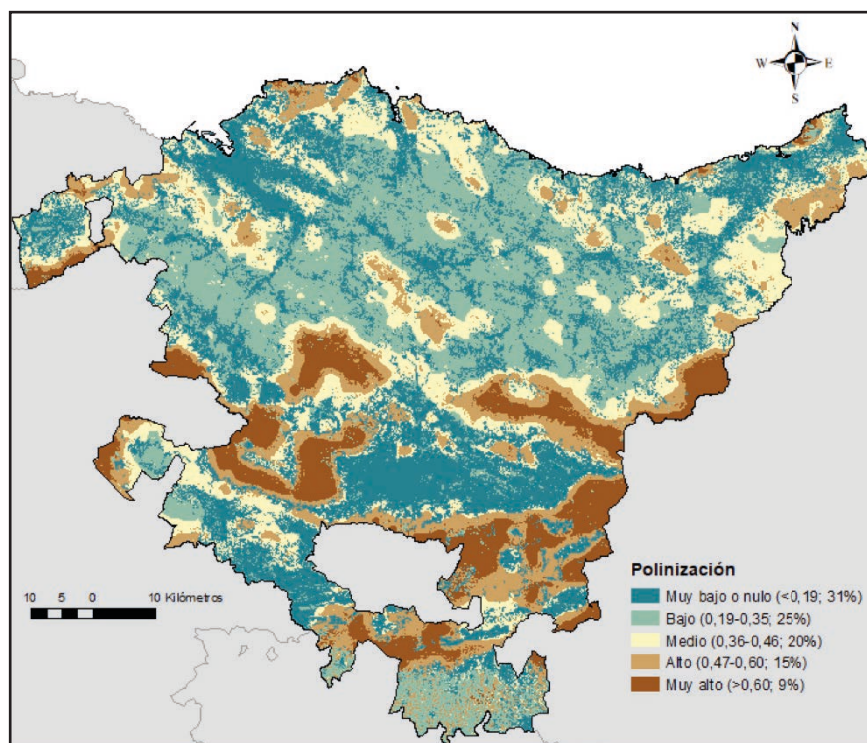 N
W E
S
10 5 0 10 Kilómetros
Polinización
Muy bajo o nulo (<0,19; 31%)
Bajo (0,19-0,35; 25%)
Medio (0,36-0,46; 20%)
Alto (0,47-0,60; 15%)
Muy alto (>0,60; 9%)